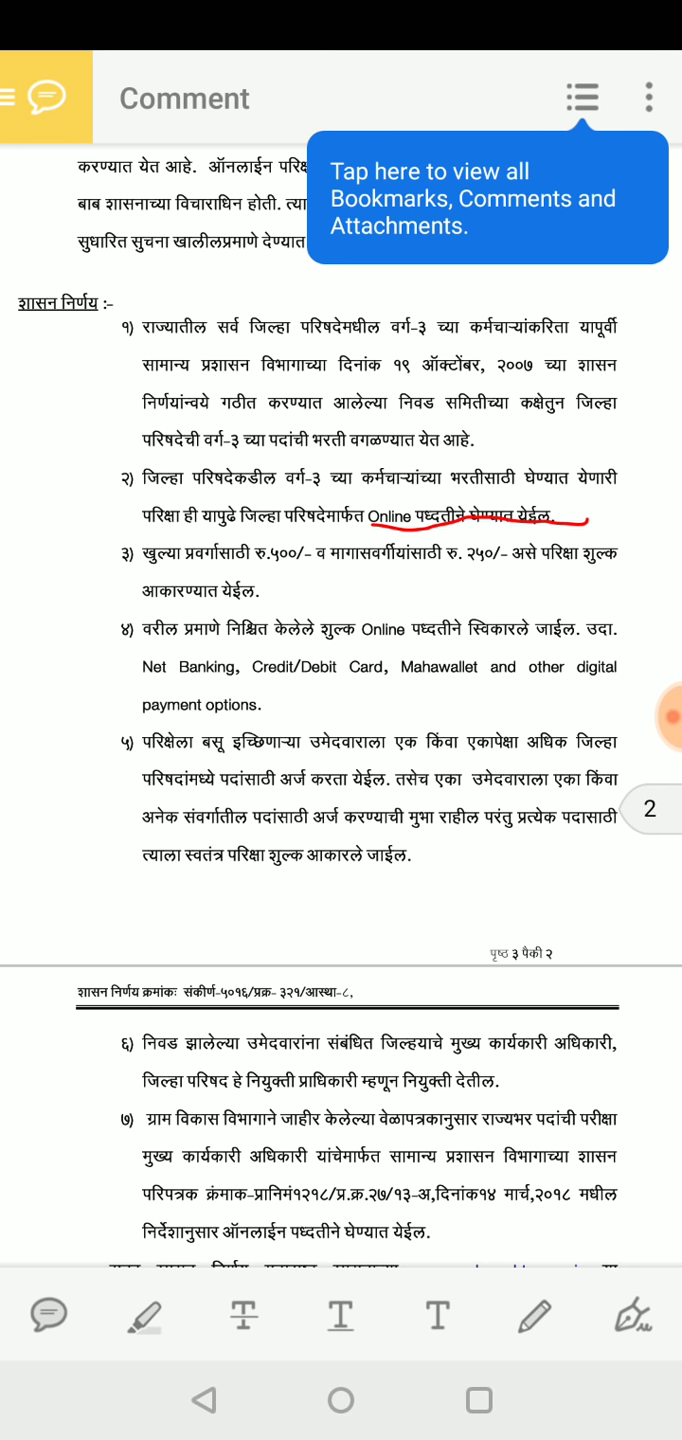 Comment
Tap here to view all
Bookmarks, Comments and
Attachments.
करण्यात येत आहे. ऑनलाईन
बाब शासनाच्या विचाराधिन होती.
सुधारित सुचना खालीलप्रमाणे देण्यात
शासन निर्णय :-
१) राज्यातील सर्व जिल्हा परिषदेमधील वर्ग-३ च्या कर्मचाऱ्यांकरिता यापूर्वी
सामान्य प्रशासन विभागाच्या दिनांक १९ ऑक्टोंबर, २००७ च्या शासन
निर्णयांन्वये गठीत करण्यात आलेल्या निवड समितीच्या कक्षेतुन जिल्हा
परिषदेची वर्ग-३ च्या पदांची भरती वगळण्यात येत आहे.
२) जिल्हा परिषदेकडील वर्ग-३ च्या कर्मचाऱ्यांच्या भरतीसाठी घेण्यात येणारी
परिक्षा ही यापुढे जिल्हा परिषदेमार्फत Online पध्दतीने घेण्यात येईल.
३) खुल्या प्रवर्गासाठी रु.५००/- व मागासवर्गीयांसाठी रु. २५०/- असे परिक्षा शुल्क
आकारण्यात येईल.
४) वरील प्रमाणे निश्चित केलेले शुल्क Online पध्दतीने स्विकारले जाईल. उदा.
Net Banking, Credit/Debit Card, Mahawallet and other digital
payment options.
५) परिक्षेला बसू इच्छिणाऱ्या उमेदवाराला एक किंवा एकापेक्षा अधिक जिल्हा
परिषदांमध्ये पदांसाठी अर्ज करता येईल. तसेच एका उमेदवाराला एका किंवा
अनेक संवर्गातील पदांसाठी अर्ज करण्याची मुभा राहील परंतु प्रत्येक पदासाठी
त्याला स्वतंत्र परिक्षा शुल्क आकारले जाईल.
2
पृष्ठ ३ पैकी २
शासन निर्णय क्रमांकः संकीर्ण-५०१६/प्रक्र- ३२१/आस्था-८,
६) निवड झालेल्या उमेदवारांना संबंधित जिल्हयाचे मुख्य कार्यकारी अधिकारी,
जिल्हा परिषद हे नियुक्ती प्राधिकारी म्हणून नियुक्ती देतील.
७) ग्राम विकास विभागाने जाहीर केलेल्या वेळापत्रकानुसार राज्यभर पदांची परीक्षा
मुख्य कार्यकारी अधिकारी यांचेमार्फत सामान्य प्रशासन विभागाच्या शासन
परिपत्रक क्रंमाक-प्रानिमं१२१८/प्र.क्र.२७/१३-अ,दिनांक१४ मार्च,२०१८ मधील
निर्देशानुसार ऑनलाईन पध्दतीने घेण्यात येईल.